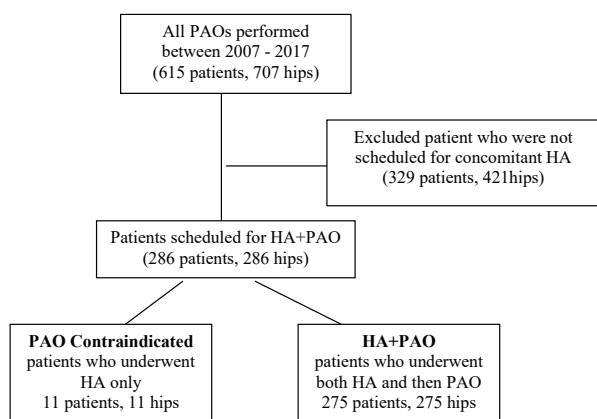 All PAOs performed
between 2007 - 2017
(615 patients, 707 hips)
Excluded patient who were not
scheduled for concomitant HA
(329 patients, 421hips)
Patients scheduled for HA+PAO
(286 patients, 286 hips)
PAO Contraindicated
patients who underwent
HA only
11 patients, 11 hips
HA+PAO
patients who underwent
both HA and then PAO
275 patients, 275 hips